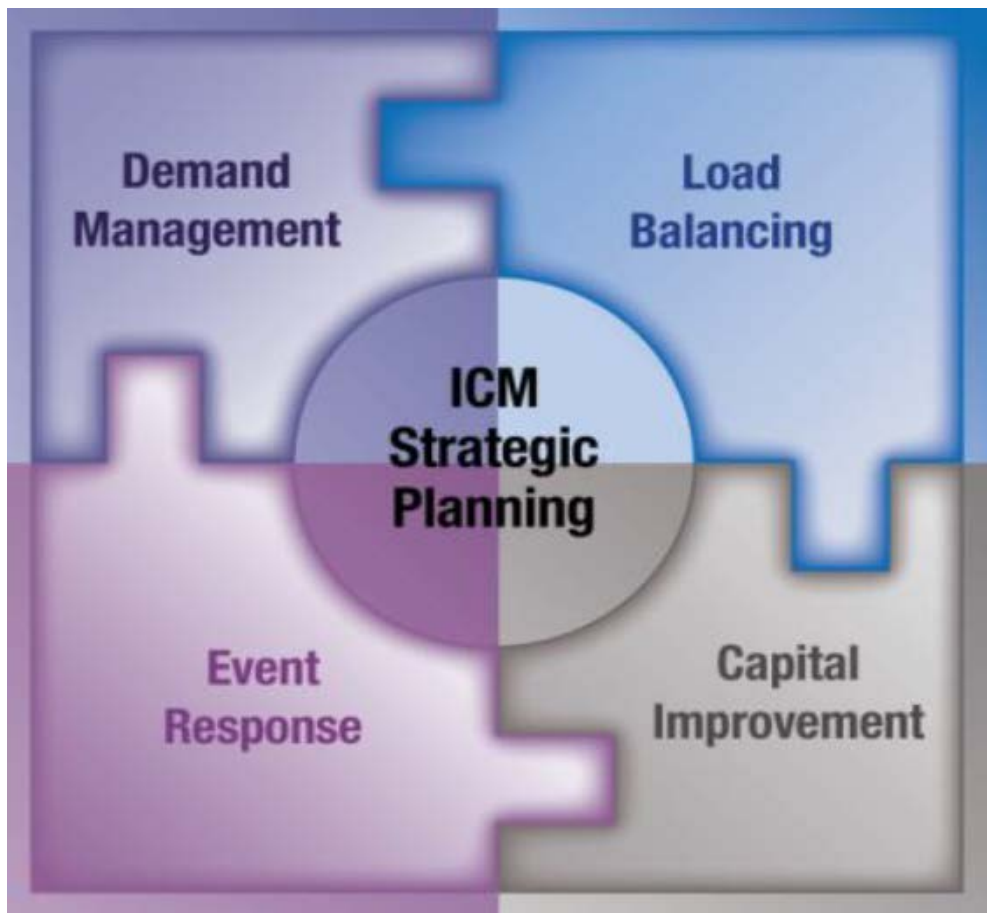 Demand
Management
Load
Balancing
ICM
Strategic
Planning
Event
Response
Capital
Improvement